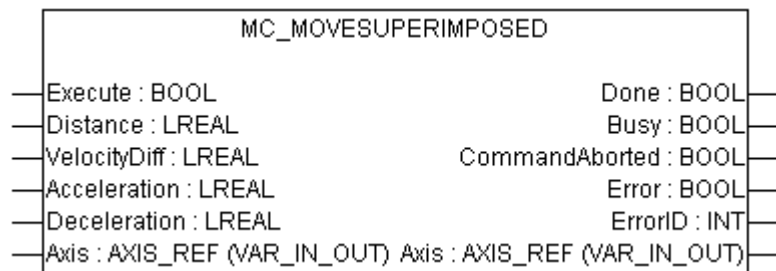 MC_MOVESUPERIMPOSED
Execute : BOOL Done : BOOL
Distance : LREAL Busy : BOOL
VelocityDiff : LREAL CommandAborted : BOOL
Acceleration : LREAL Error : BOOL
Deceleration : LREAL ErrorID : INT
Axis : AXIS_REF (VAR_IN_OUT) Axis : AXIS_REF (VAR_IN_OUT)